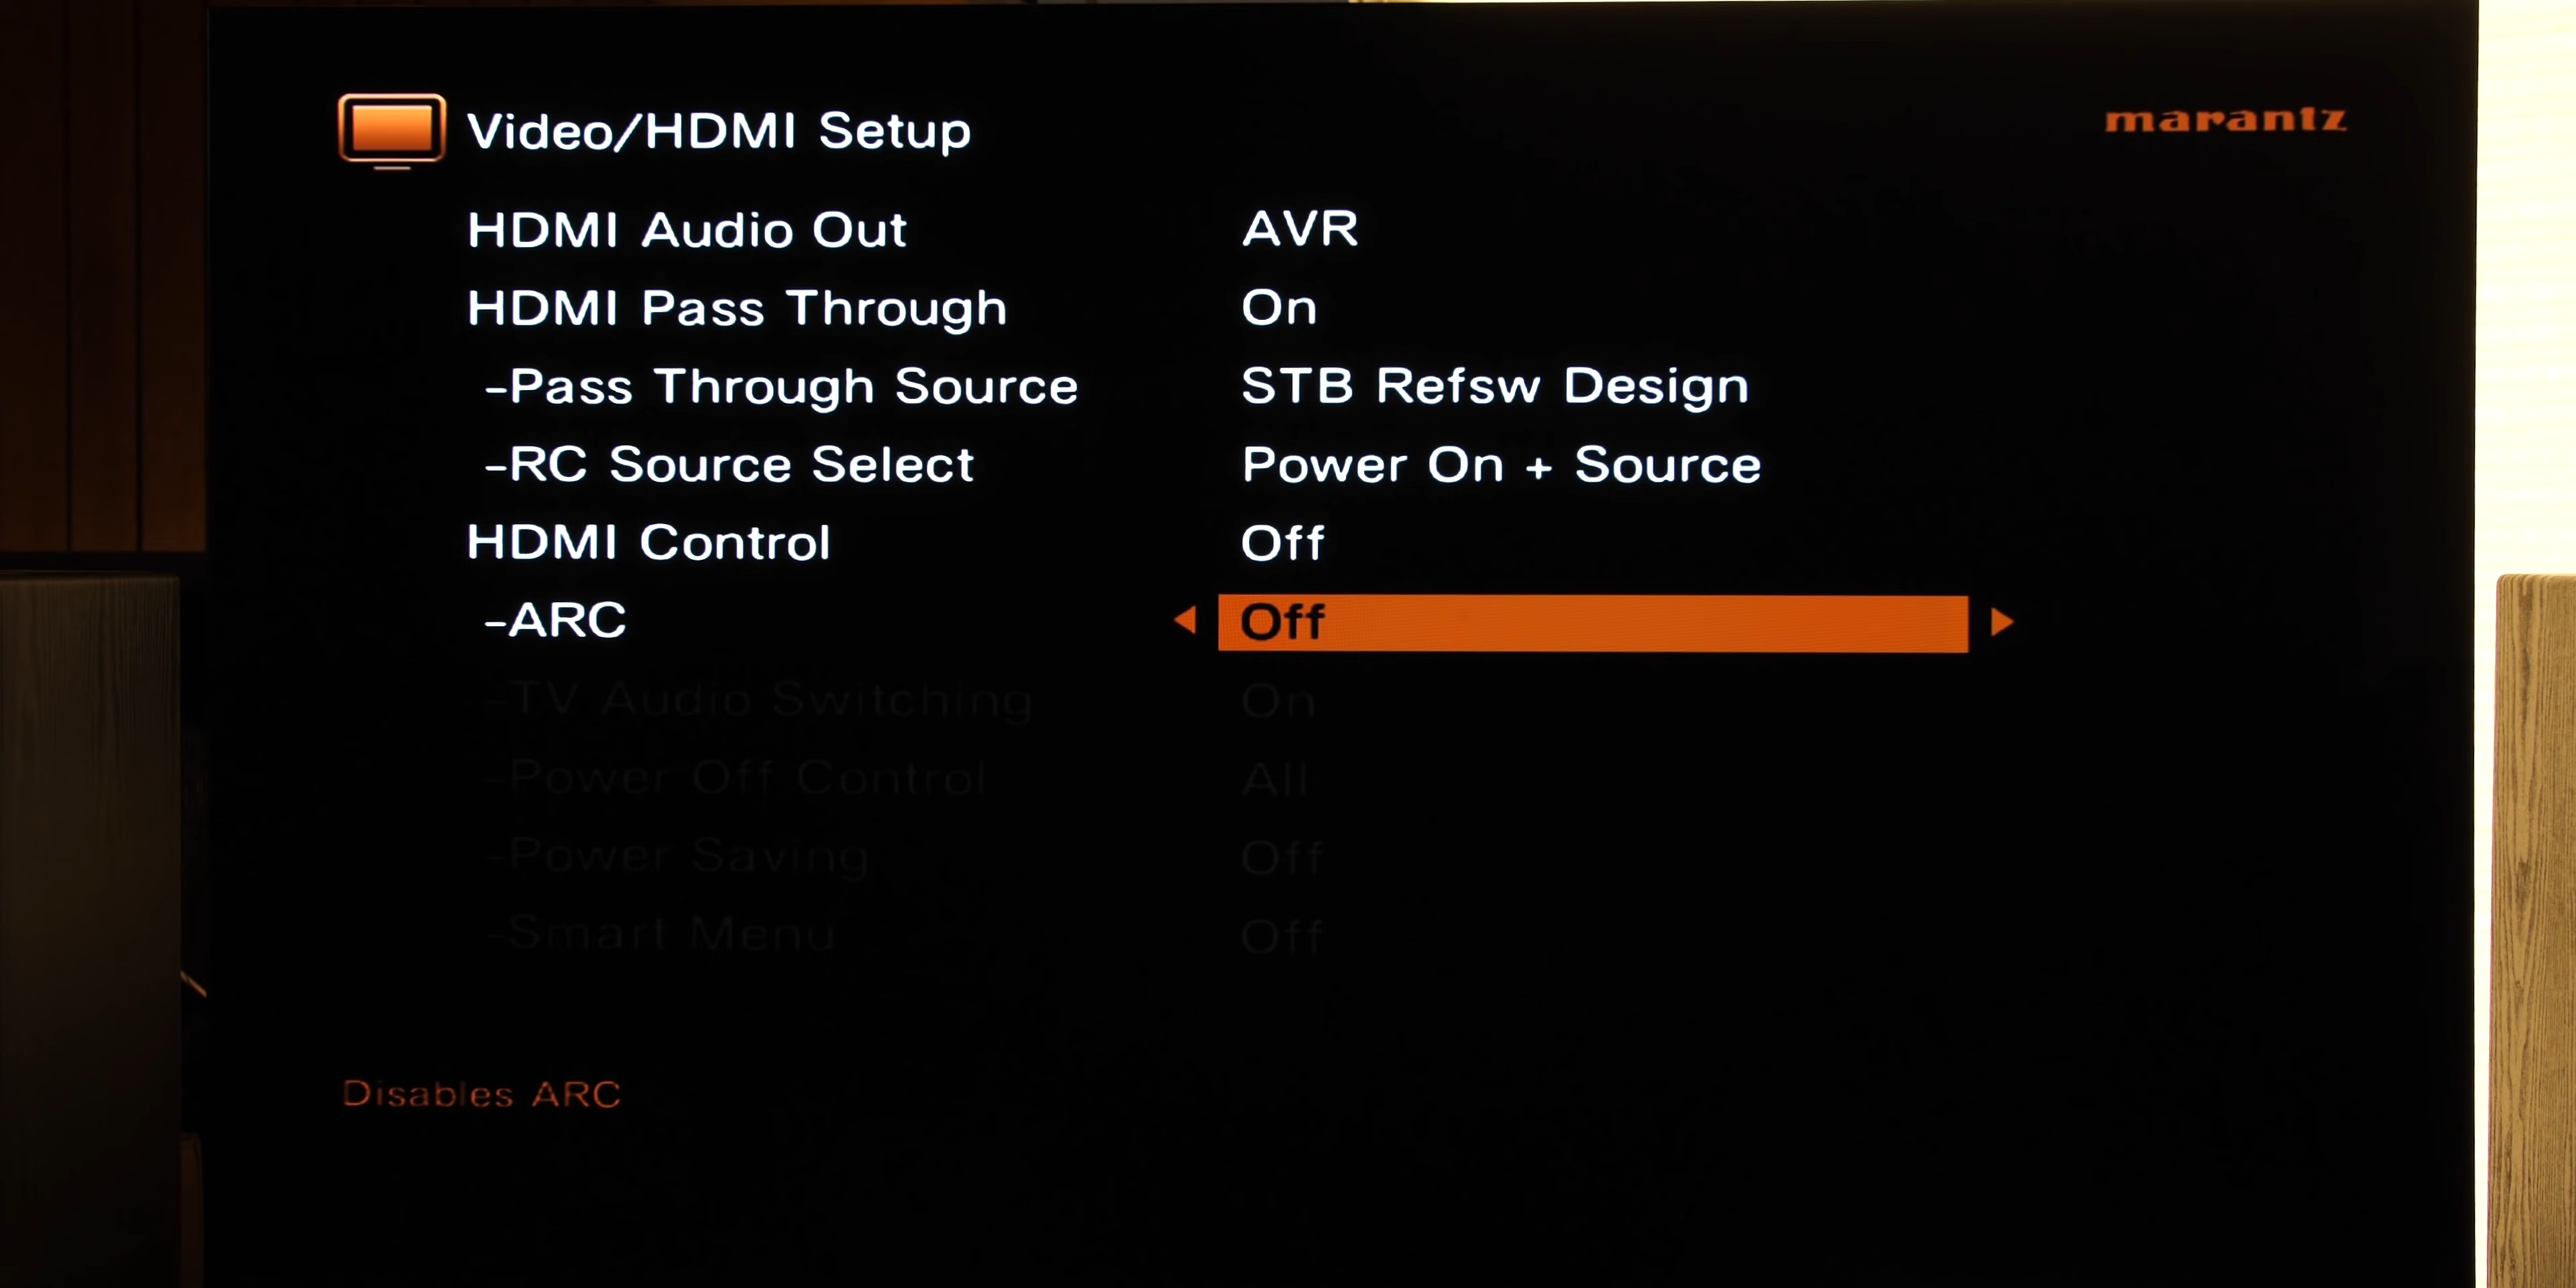 Video/HDMI Setup
marantz
HDMI Audio Out AVR
HDMI Pass Through On
-Pass Through Source STB Refsw Design
-RC Source Select Power On + Source
HDMI Control Off
-ARC Off
-TV Audio Switching On
-Power Off Control All
-Power Saving Off
-Smart Menu Off
Disables ARC